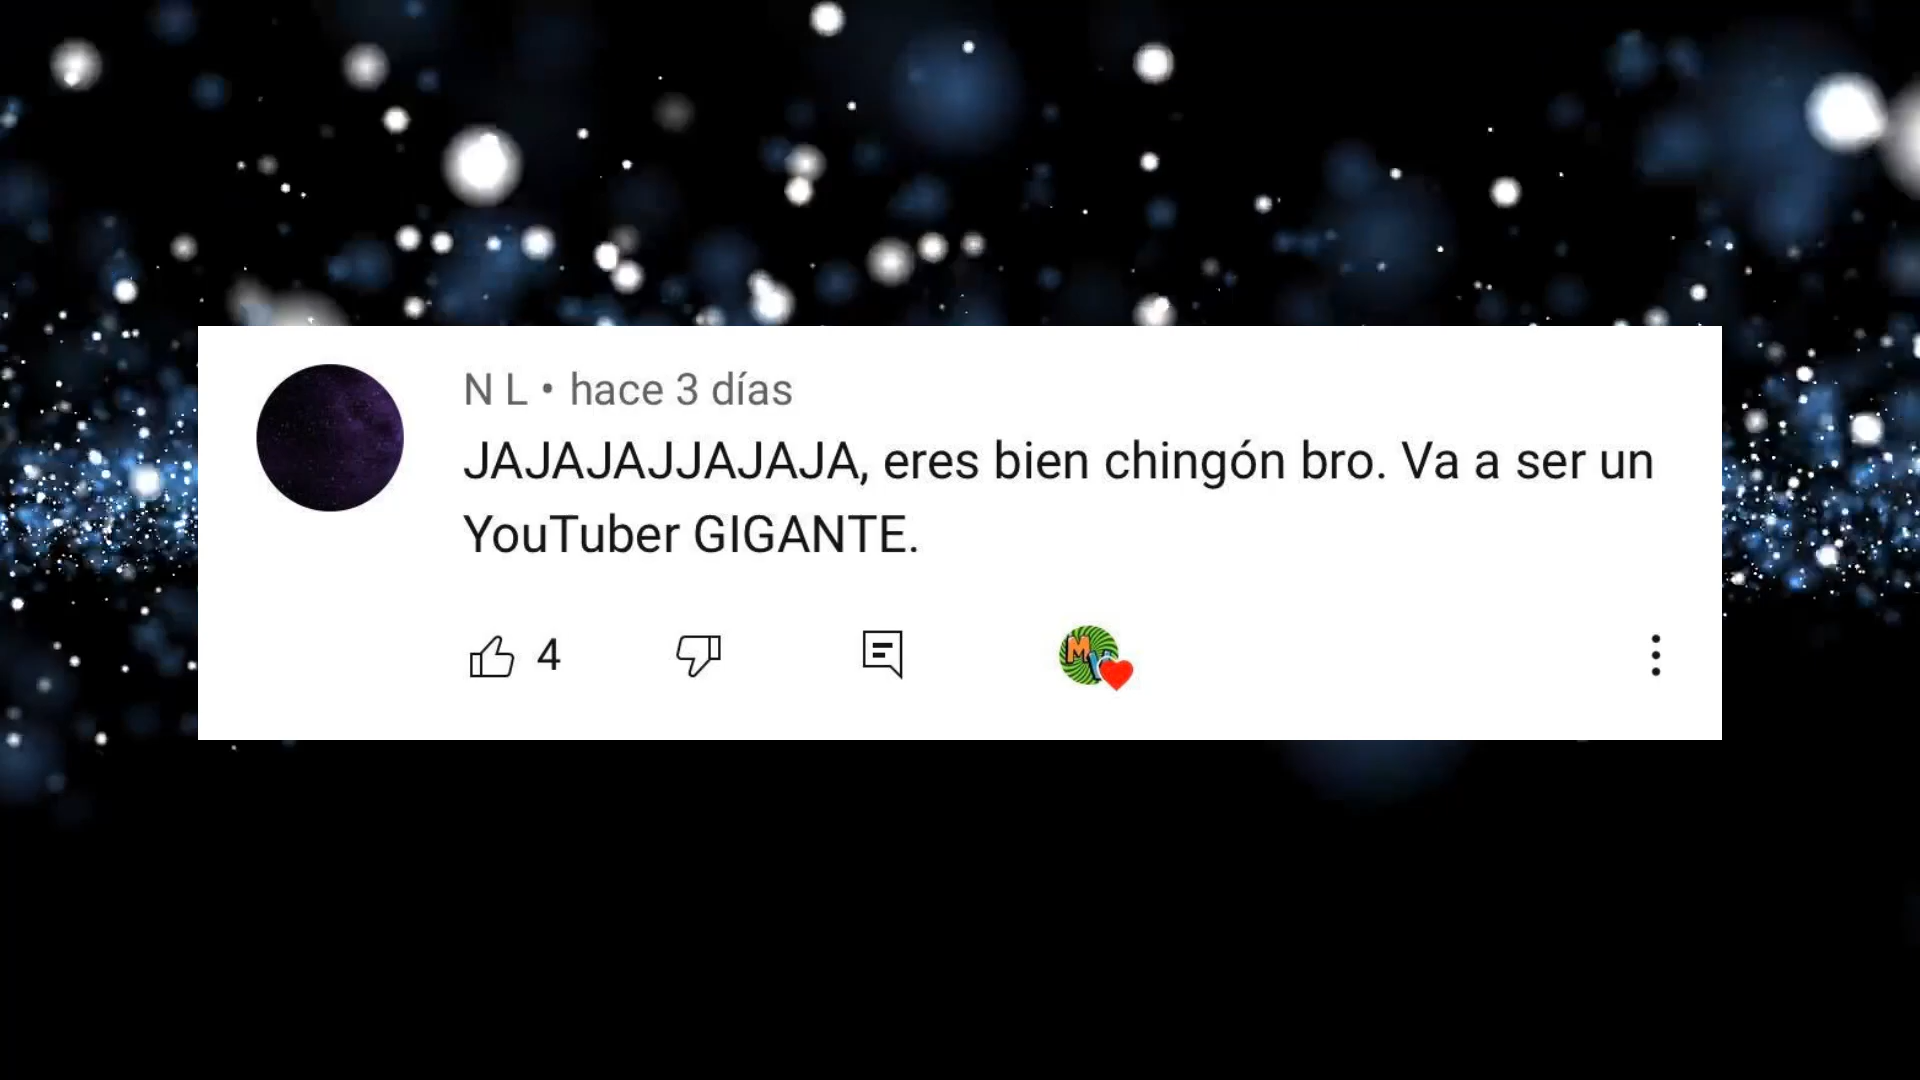 N L • hace 3 días
JAJAJAJJAJAJA, eres bien chingón bro. Va a ser un
YouTuber GIGANTE.
4
M